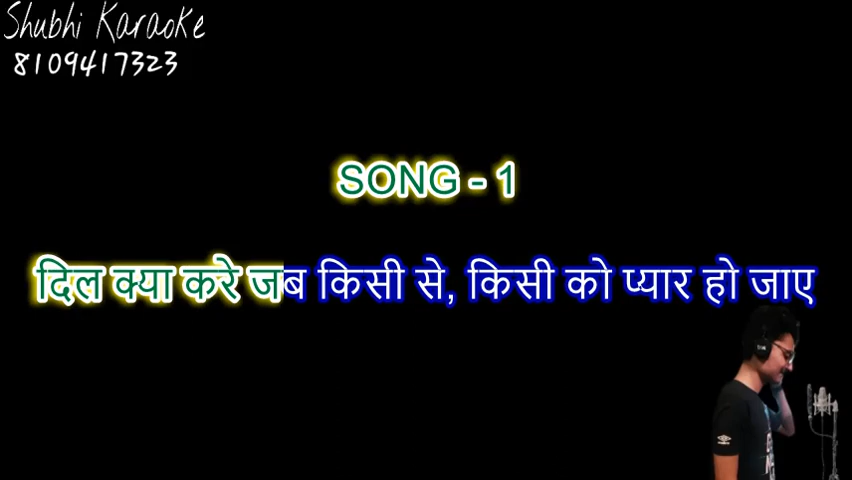 Shubhi Karaoke
8109417323
SONG - 1
दिल क्या करे जब किसी से, किसी को प्यार हो जाए